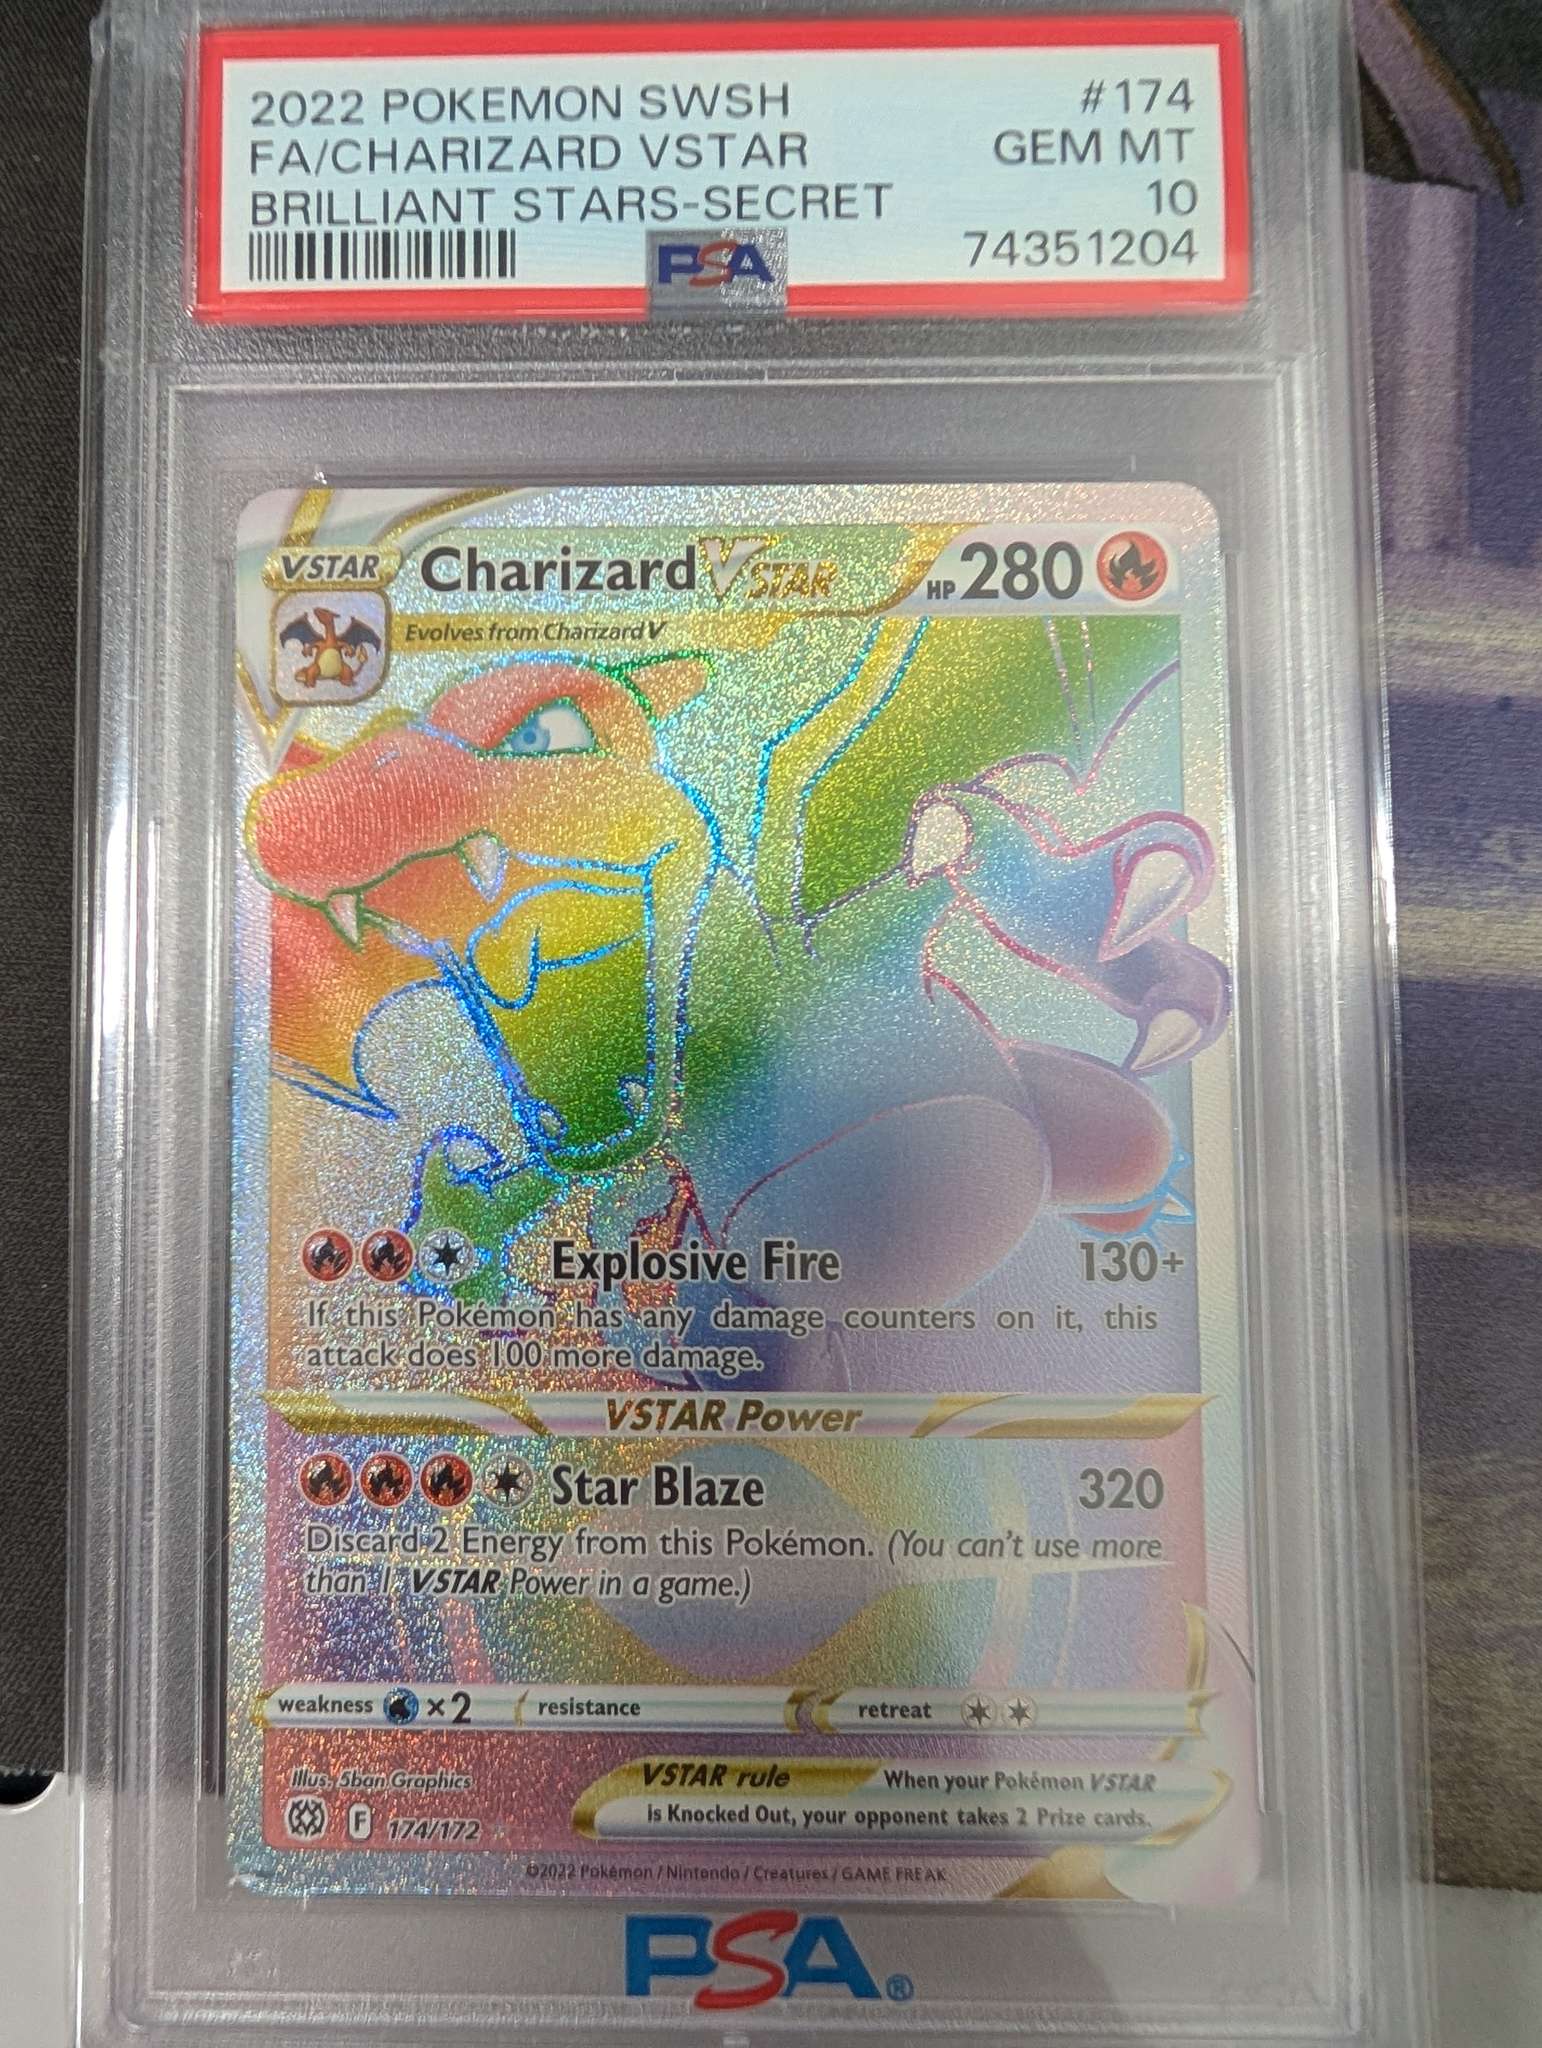 2022 POKEMON SWSH #174
FA/CHARIZARD VSTAR GEM MT
BRILLIANT STARS-SECRET 10
PSA 74351204
VSTAR Charizard VSTAR HP 280
Evolves from Charizard V
Explosive Fire 130+
If this Pokémon has any damage counters on it, this
attack does 100 more damage.
VSTAR Power
Star Blaze 320
Discard 2 Energy from this Pokémon. (You can't use more
than 1 VSTAR Power in a game.)
weakness ×2 resistance retreat
Illus. 5ban Graphics
VSTAR rule When your Pokémon VSTAR
is Knocked Out, your opponent takes 2 Prize cards.
F 174/172
©2022 Pokémon / Nintendo / Creatures / GAME FREAK
PSA®